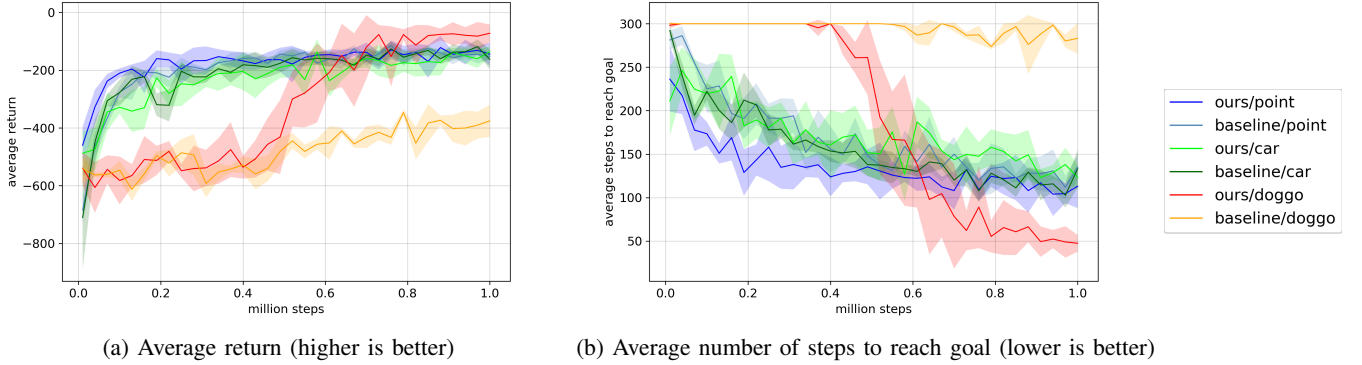 0
−200
−400
−600
−800
average return
0.0 0.2 0.4 0.6 0.8 1.0
million steps
(a) Average return (higher is better)
300
250
200
150
100
50
average steps to reach goal
0.0 0.2 0.4 0.6 0.8 1.0
million steps
(b) Average number of steps to reach goal (lower is better)
ours/point
baseline/point
ours/car
baseline/car
ours/doggo
baseline/doggo